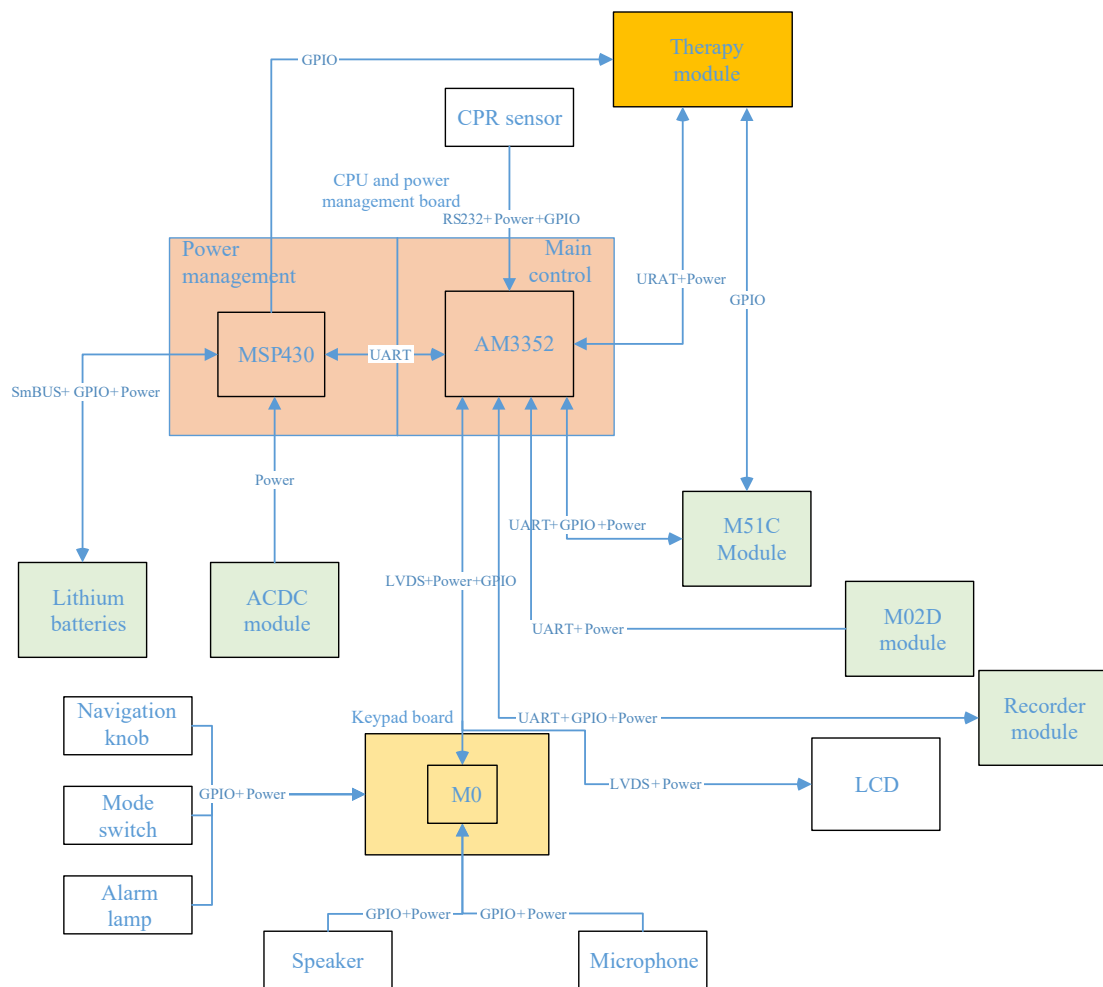 Therapy
module
GPIO
CPR sensor
CPU and power
management board
RS232+Power+GPIO
Power
management
Main
control
URAT+Power
GPIO
MSP430
UART
AM3352
SmBUS+ GPIO+Power
Power
UART+GPIO+Power
M51C
Module
Lithium
batteries
ACDC
module
LVDS+Power+GPIO
M02D
module
UART+Power
Navigation
knob
Keypad board
UART+GPIO+Power
Recorder
module
Mode
switch
GPIO+Power
M0
LVDS+Power
LCD
Alarm
lamp
GPIO+Power
GPIO+Power
Speaker
Microphone